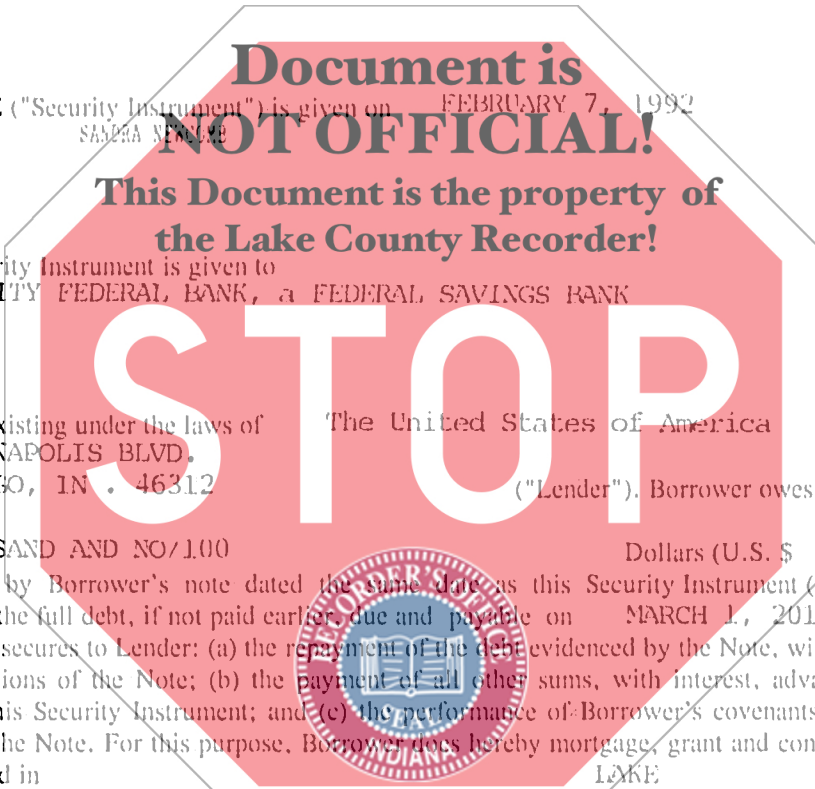 Document is
("Security Instrument") is given on FEBRUARY 7, 1992
NOT OFFICIAL!
SANDRA
This Document is the property of
the Lake County Recorder!
ity Instrument is given to
ITY FEDERAL BANK, a FEDERAL SAVINGS BANK
STOP
xisting under the laws of The United States of America
NAPOLIS BLVD.
GO, IN . 46312 ("Lender"). Borrower owes
SAND AND NO/100 Dollars (U.S. $
by Borrower's note dated the same date as this Security Instrument (
he full debt, if not paid earlier, due and payable on MARCH 1, 201
secures to Lender: (a) the repayment of the debt evidenced by the Note, wi
ions of the Note; (b) the payment of all other sums, with interest, adva
is Security Instrument; and (c) the performance of Borrower's covenants
he Note. For this purpose, Borrower does hereby mortgage, grant and con
d in LAKE
RECORDER'S OFFICE
SEAL
INDIANA